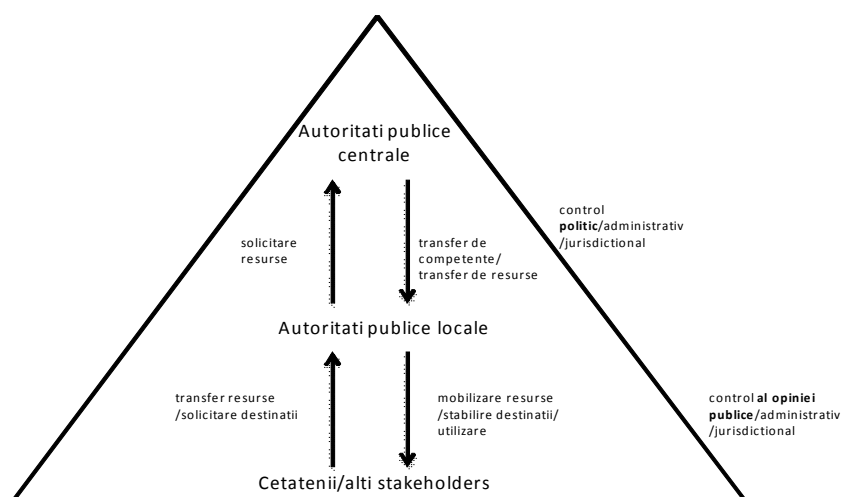 Autoritati publice
centrale
control
politic/administrativ
/jurisdictional
solicitare
resurse
transfer de
competente/
transfer de resurse
Autoritati publice locale
transfer resurse
/solicitare destinatii
mobilizare resurse
/stabilire destinatii/
utilizare
control al opiniei
publice/administrativ
/jurisdictional
Cetatenii/alti stakeholders